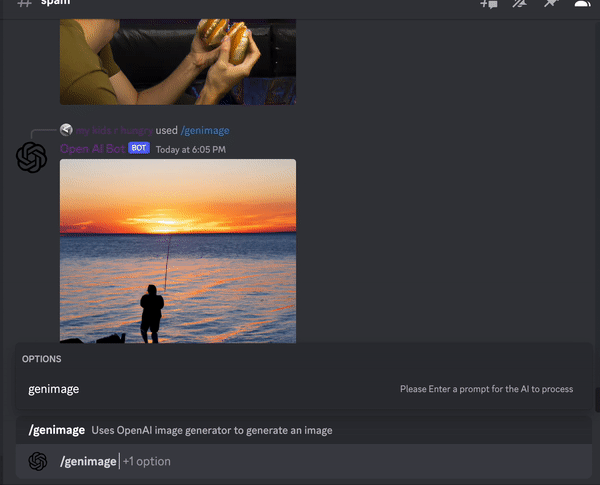 spam
my kids r hungry used /genimage
Open AI Bot BOT Today at 6:05 PM
OPTIONS
genimage Please Enter a prompt for the AI to process
/genimage Uses OpenAI image generator to generate an image
/genimage +1 option